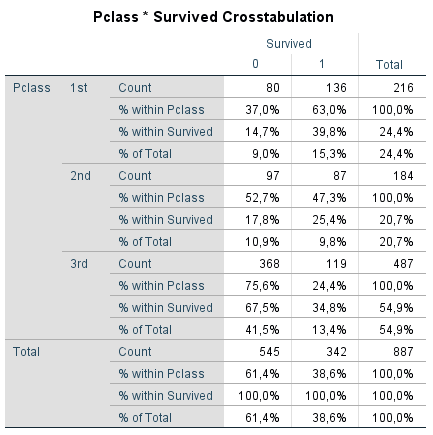 Pclass * Survived Crosstabulation
Survived
0 1 Total
Pclass 1st Count 80 136 216
% within Pclass 37,0% 63,0% 100,0%
% within Survived 14,7% 39,8% 24,4%
% of Total 9,0% 15,3% 24,4%
2nd Count 97 87 184
% within Pclass 52,7% 47,3% 100,0%
% within Survived 17,8% 25,4% 20,7%
% of Total 10,9% 9,8% 20,7%
3rd Count 368 119 487
% within Pclass 75,6% 24,4% 100,0%
% within Survived 67,5% 34,8% 54,9%
% of Total 41,5% 13,4% 54,9%
Total Count 545 342 887
% within Pclass 61,4% 38,6% 100,0%
% within Survived 100,0% 100,0% 100,0%
% of Total 61,4% 38,6% 100,0%